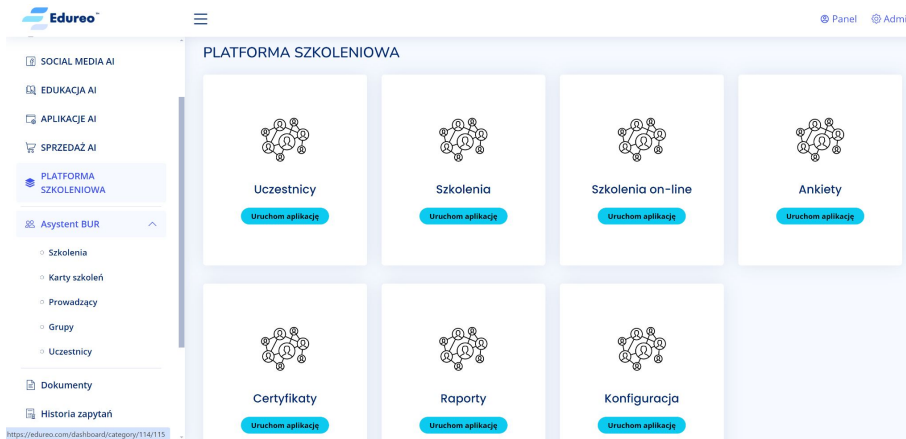 Edureo™
Panel
Admi
SOCIAL MEDIA AI
EDUKACJA AI
APLIKACJE AI
SPRZEDAŻ AI
PLATFORMA
SZKOLENIOWA
Asystent BUR
Szkolenia
Karty szkoleń
Prowadzący
Grupy
Uczestnicy
Dokumenty
Historia zapytań
https://edureo.com/dashboard/category/114/115
PLATFORMA SZKOLENIOWA
Uczestnicy
Uruchom aplikację
Szkolenia
Uruchom aplikację
Szkolenia on-line
Uruchom aplikację
Ankiety
Uruchom aplikację
Certyfikaty
Uruchom aplikację
Raporty
Uruchom aplikację
Konfiguracja
Uruchom aplikację